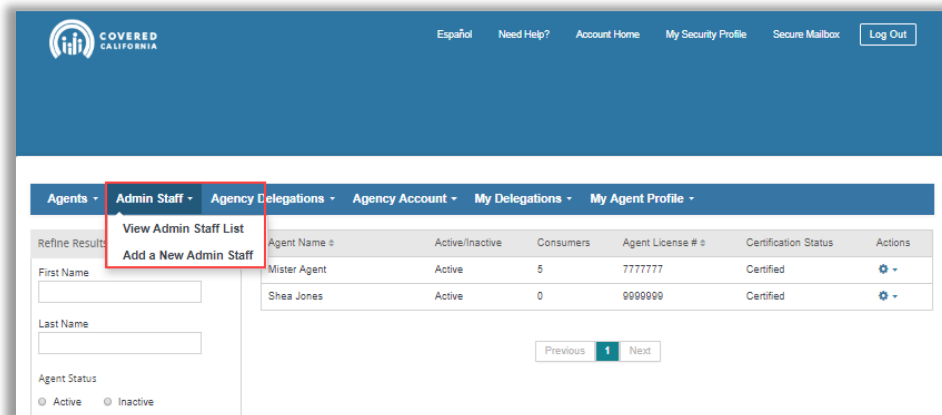 COVERED
CALIFORNIA
Español Need Help? Account Home My Security Profile Secure Mailbox Log Out
Agents Admin Staff Agency Delegations Agency Account My Delegations My Agent Profile
View Admin Staff List
Add a New Admin Staff
Refine Results
First Name
Last Name
Agent Status
Active Inactive
Agent Name Active/Inactive Consumers Agent License # Certification Status Actions
Mister Agent Active 5 7777777 Certified
Shea Jones Active 0 9999999 Certified
Previous 1 Next